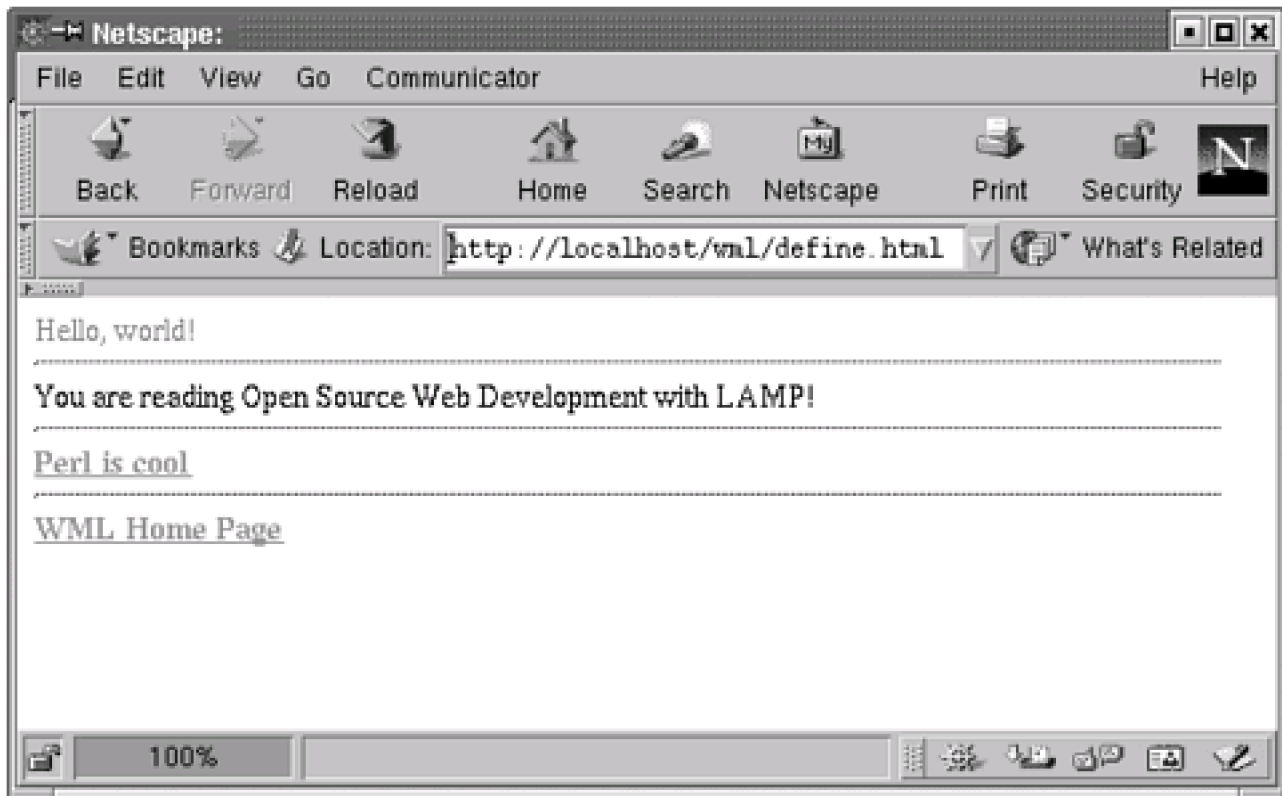 Netscape:
File Edit View Go Communicator Help
My N
Back Forward Reload Home Search Netscape Print Security
Bookmarks Location: http://localhost/wml/define.html What's Related
Hello, world!
You are reading Open Source Web Development with LAMP!
Perl is cool
WML Home Page
100%